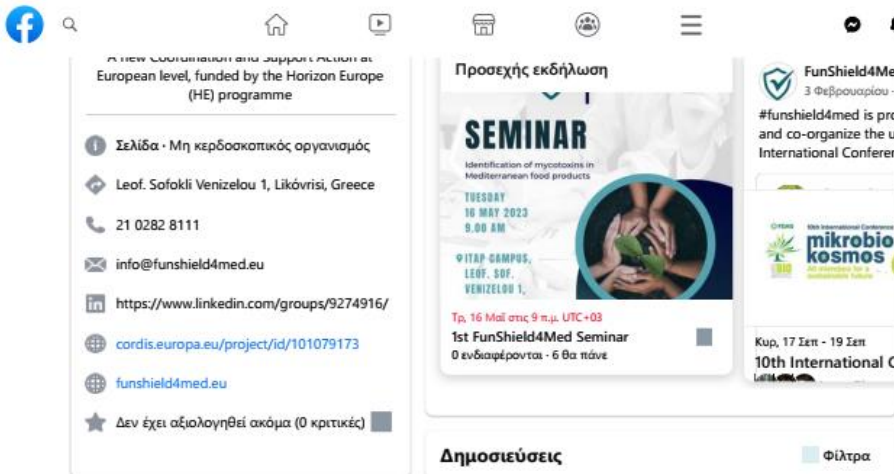 A new Coordination and Support Action at
European level, funded by the Horizon Europe
(HE) programme
Σελίδα · Μη κερδοσκοπικός οργανισμός
Leof. Sofokli Venizelou 1, Likóvrisi, Greece
21 0282 8111
info@funshield4med.eu
https://www.linkedin.com/groups/9274916/
cordis.europa.eu/project/id/101079173
funshield4med.eu
Δεν έχει αξιολογηθεί ακόμα (0 κριτικές)
Προσεχής εκδήλωση
SEMINAR
Identification of mycotoxins in
Mediterranean food products
TUESDAY
16 MAY 2023
9.00 AM
ITAP CAMPUS,
LEOF. SOF.
VENIZELOU 1,
Τρ, 16 Μαΐ στις 9 π.μ. UTC+03
1st FunShield4Med Seminar
0 ενδιαφέρονται · 6 θα πάνε
FunShield4Me
3 Φεβρουαρίου ·
#funshield4med is pro
and co-organize the u
International Conferen
10th International Conference
mikrobio
kosmos
Κυρ, 17 Σεπ - 19 Σεπ
10th International C
Δημοσιεύσεις
Φίλτρα